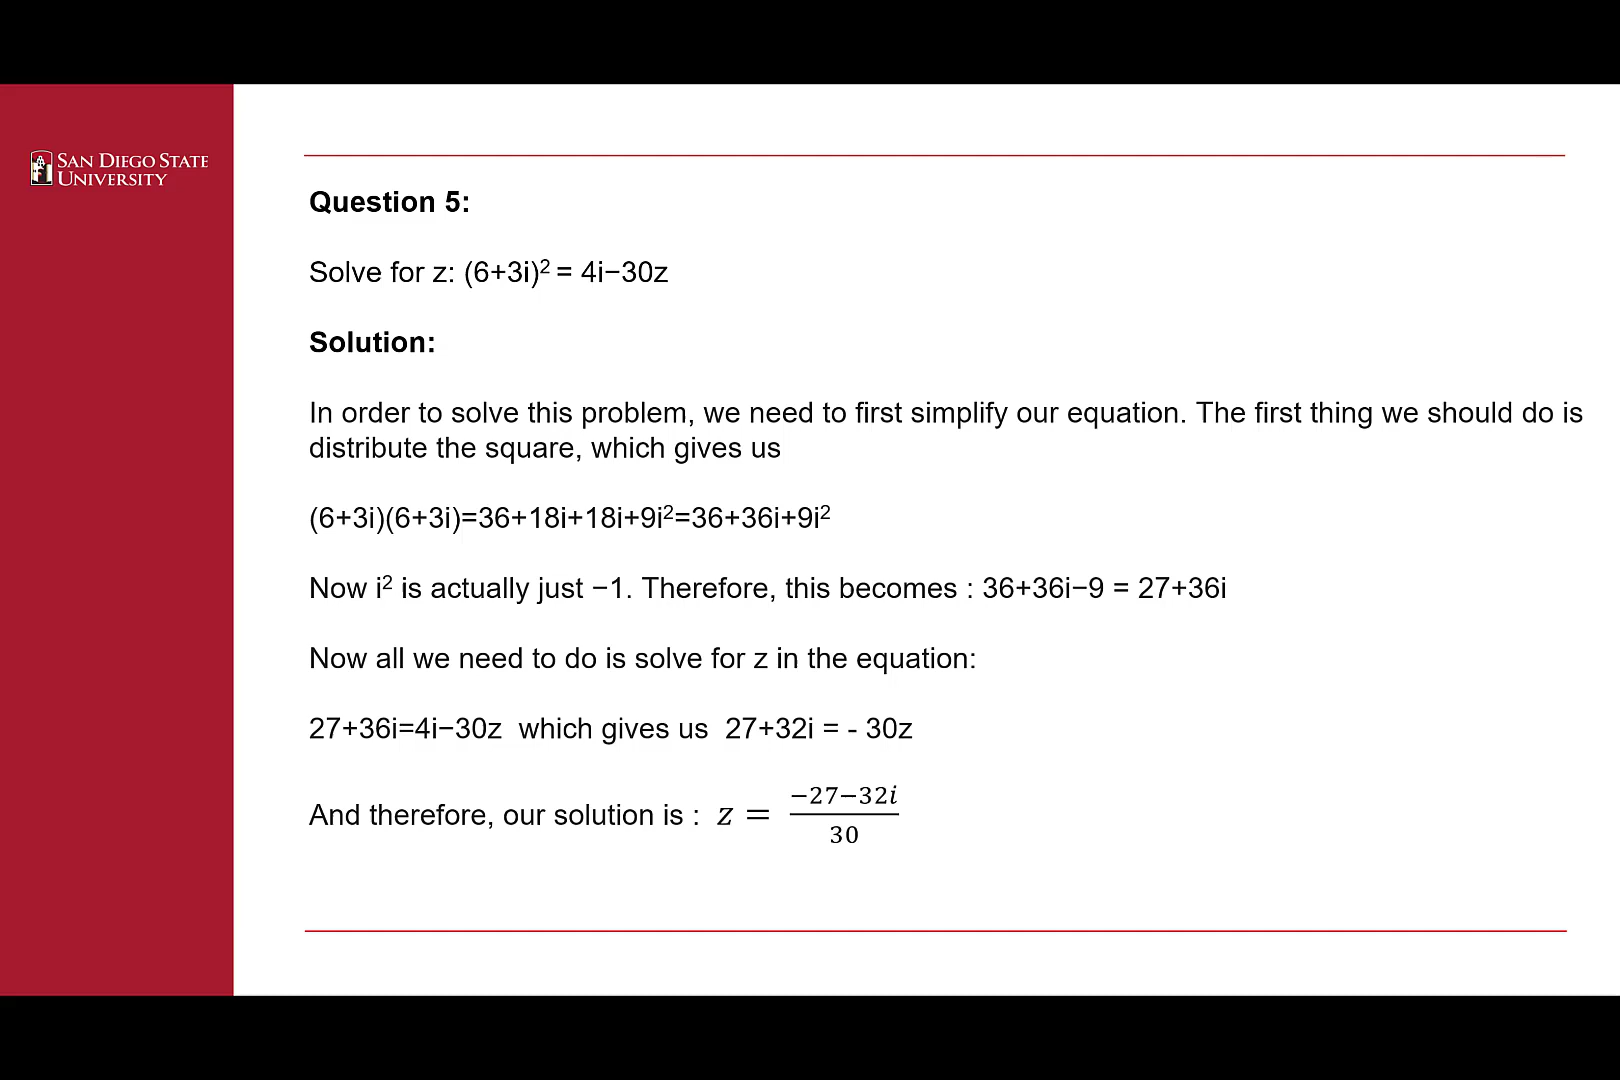 SAN DIEGO STATE
UNIVERSITY
Question 5:
Solve for z: (6+3i)² = 4i−30z
Solution:
In order to solve this problem, we need to first simplify our equation. The first thing we should do is
distribute the square, which gives us
(6+3i)(6+3i)=36+18i+18i+9i²=36+36i+9i²
Now i² is actually just −1. Therefore, this becomes : 36+36i−9 = 27+36i
Now all we need to do is solve for z in the equation:
27+36i=4i−30z which gives us 27+32i = - 30z
And therefore, our solution is : z = −27−32i
30